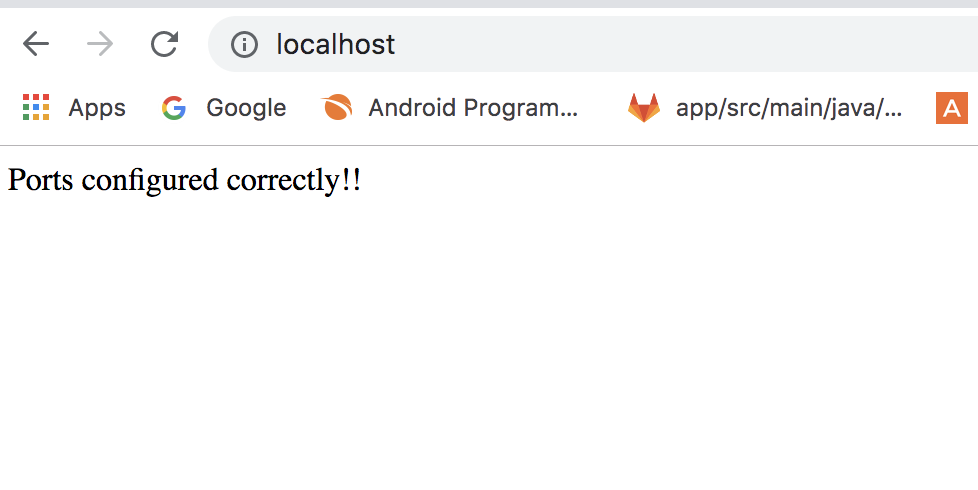 localhost
Apps Google Android Program... app/src/main/java/... A
Ports configured correctly!!